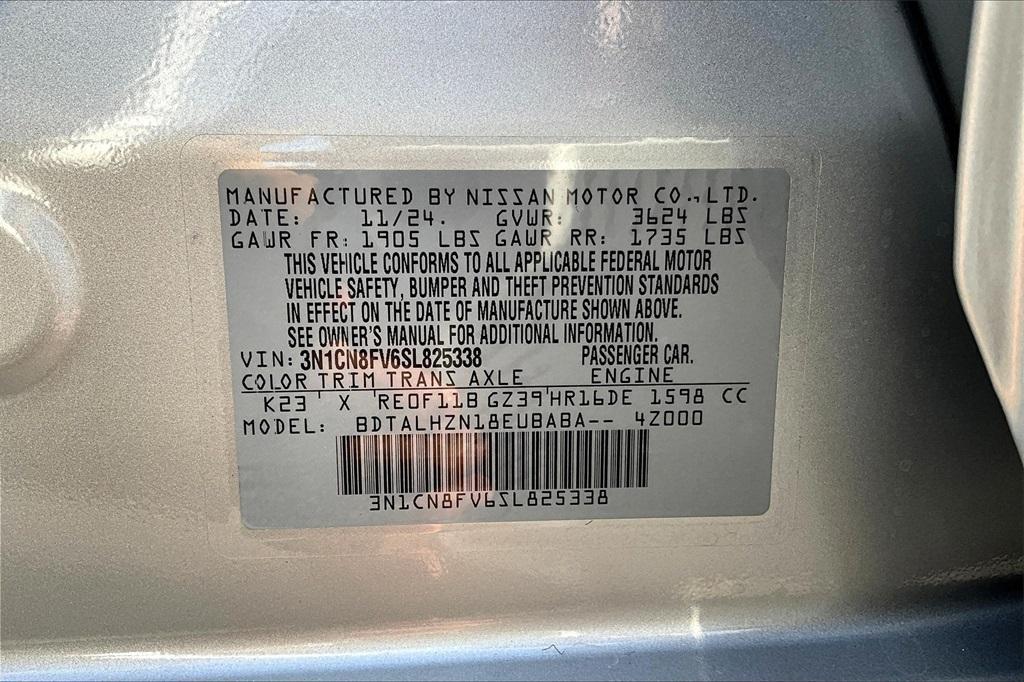 MANUFACTURED BY NISSAN MOTOR CO., LTD.
DATE: 11/24. GVWR: 3624 LBS
GAWR FR: 1905 LBS GAWR RR: 1735 LBS
THIS VEHICLE CONFORMS TO ALL APPLICABLE FEDERAL MOTOR
VEHICLE SAFETY, BUMPER AND THEFT PREVENTION STANDARDS
IN EFFECT ON THE DATE OF MANUFACTURE SHOWN ABOVE.
SEE OWNER'S MANUAL FOR ADDITIONAL INFORMATION.
VIN: 3N1CN8FV6SL825338 PASSENGER CAR.
COLOR TRIM TRANS AXLE ENGINE
K23 X RE0F11B GZ39 HR16DE 1598 CC
MODEL: BDTALHZN18EUBABA-- 4Z000
3N1CN8FV6SL825338